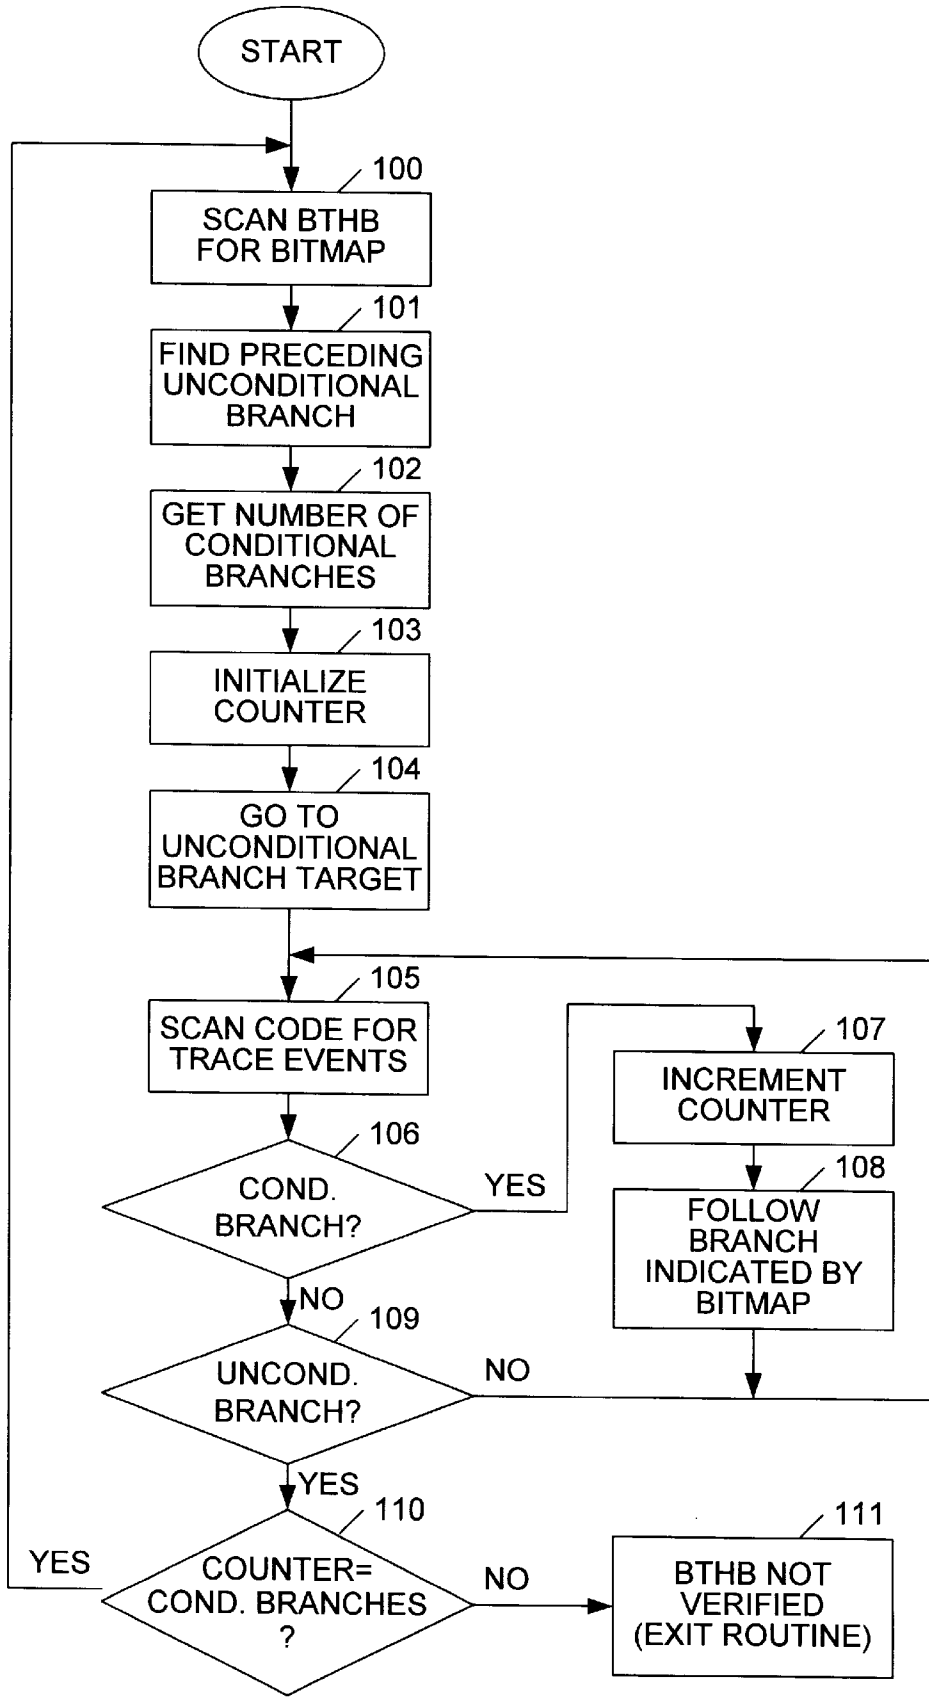 START
100
SCAN BTHB
FOR BITMAP
101
FIND PRECEDING
UNCONDITIONAL
BRANCH
102
GET NUMBER OF
CONDITIONAL
BRANCHES
103
INITIALIZE
COUNTER
104
GO TO
UNCONDITIONAL
BRANCH TARGET
105
SCAN CODE FOR
TRACE EVENTS
106
COND.
BRANCH?
YES
107
INCREMENT
COUNTER
108
FOLLOW
BRANCH
INDICATED BY
BITMAP
NO
109
UNCOND.
BRANCH?
NO
YES
110
COUNTER=
COND. BRANCHES
?
YES
NO
111
BTHB NOT
VERIFIED
(EXIT ROUTINE)